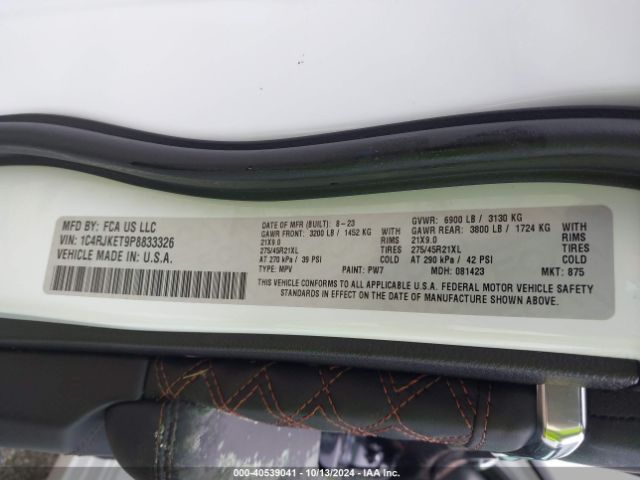 MFD BY: FCA US LLC
VIN: 1C4RJKET9P8833326
VEHICLE MADE IN: U.S.A.
DATE OF MFR (BUILT): 8-23
GAWR FRONT: 3200 LB / 1452 KG
21X9.0 RIMS
275/45R21XL TIRES
AT 270 kPa / 39 PSI COLD
TYPE: MPV PAINT: PW7
GVWR: 6900 LB / 3130 KG
GAWR REAR: 3800 LB / 1724 KG
21X9.0 RIMS
275/45R21XL TIRES
AT 290 kPa / 42 PSI COLD
MDH: 081423 MKT: 875
THIS VEHICLE CONFORMS TO ALL APPLICABLE U.S.A. FEDERAL MOTOR VEHICLE SAFETY
STANDARDS IN EFFECT ON THE DATE OF MANUFACTURE SHOWN ABOVE.
000 - 40539041 - 10/13/2024 - IAA Inc.